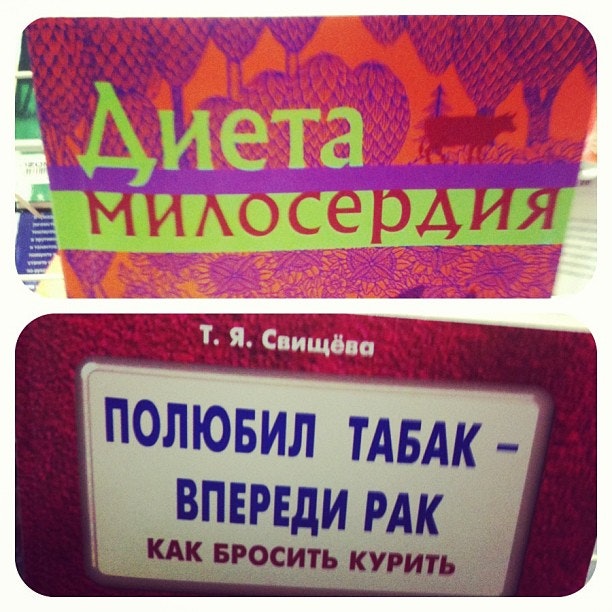 Диета
милосердия
Т. Я. Свищёва
ПОЛЮБИЛ ТАБАК –
ВПЕРЕДИ РАК
КАК БРОСИТЬ КУРИТЬ